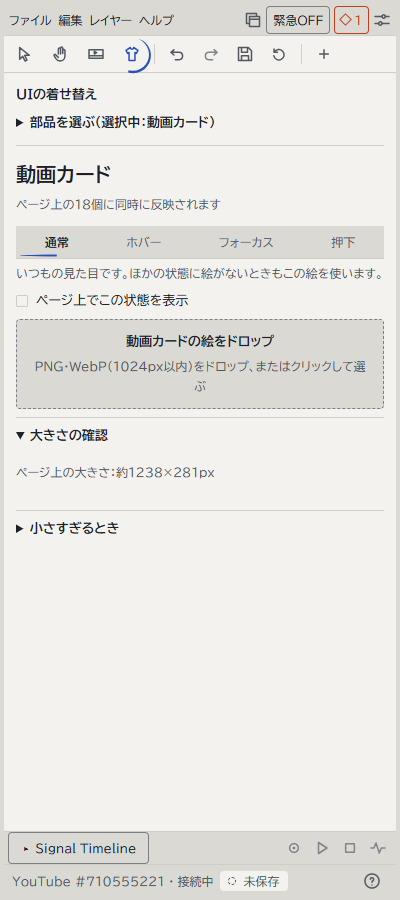 ファイル 編集 レイヤー ヘルプ 緊急OFF ◇1
UIの着せ替え
▶ 部品を選ぶ（選択中：動画カード）
動画カード
ページ上の18個に同時に反映されます
通常 ホバー フォーカス 押下
いつもの見た目です。ほかの状態に絵がないときもこの絵を使います。
ページ上でこの状態を表示
動画カードの絵をドロップ
PNG・WebP（1024px以内）をドロップ、またはクリックして選
ぶ
▼ 大きさの確認
ページ上の大きさ：約1238×281px
▶ 小さすぎるとき
▸ Signal Timeline
YouTube #710555221・接続中 未保存